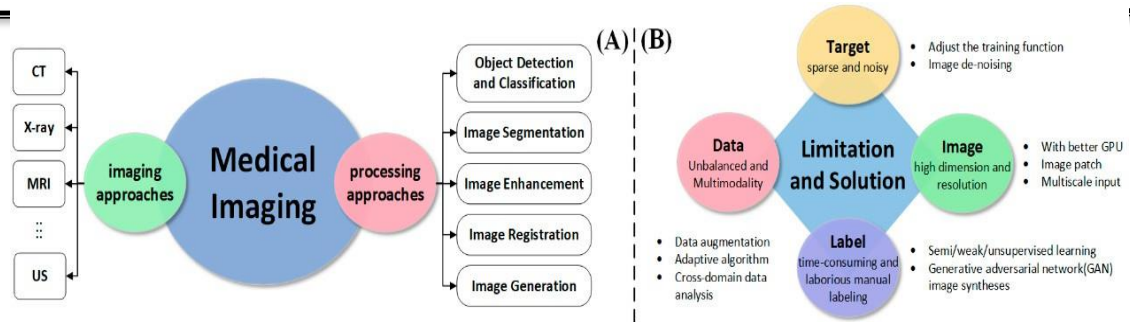 (A)
CT
X-ray
MRI
US
imaging
approaches
Medical
Imaging
processing
approaches
Object Detection
and Classification
Image Segmentation
Image Enhancement
Image Registration
Image Generation
(B)
Target
sparse and noisy
• Adjust the training function
• Image de-noising
Data
Unbalanced and
Multimodality
Limitation
and Solution
Image
high dimension and
resolution
• With better GPU
• Image patch
• Multiscale input
• Data augmentation
• Adaptive algorithm
• Cross-domain data
analysis
Label
time-consuming and
laborious manual
labeling
• Semi/weak/unsupervised learning
• Generative adversarial network(GAN)
image syntheses